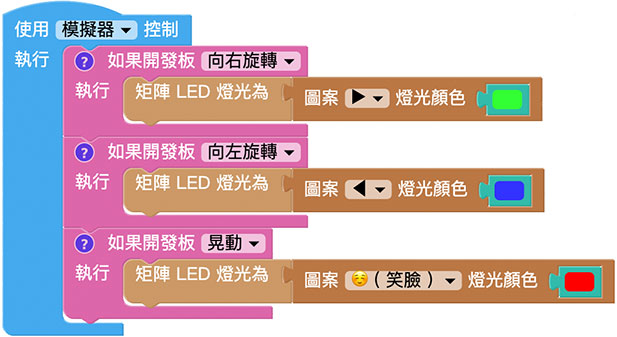 使用 模擬器 控制
執行 ? 如果開發板 向右旋轉
執行 矩陣 LED 燈光為 圖案 ▶ 燈光顏色
? 如果開發板 向左旋轉
執行 矩陣 LED 燈光為 圖案 ◀ 燈光顏色
? 如果開發板 晃動
執行 矩陣 LED 燈光為 圖案 ☺️ ( 笑臉 ) 燈光顏色